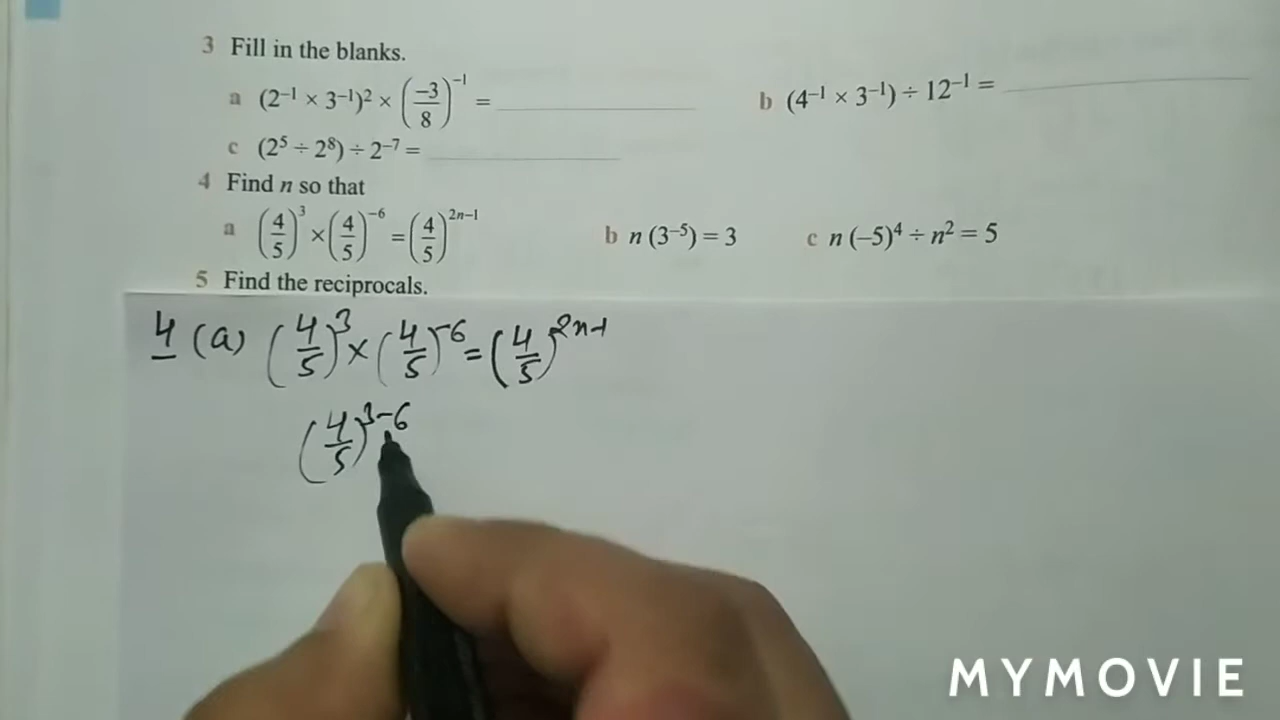 3 Fill in the blanks.
a (2⁻¹ × 3⁻¹)² × (−3/8)⁻¹ = b (4⁻¹ × 3⁻¹) ÷ 12⁻¹ =
c (2⁵ ÷ 2⁸) ÷ 2⁻⁷ =
4 Find n so that
a (4/5)³ × (4/5)⁻⁶ = (4/5)²ⁿ⁻¹ b n (3⁻⁵) = 3 c n (−5)⁴ ÷ n² = 5
5 Find the reciprocals.
4 (a) (4/5)³ × (4/5)⁻⁶ = (4/5)²ⁿ⁻¹
(4/5)³⁻⁶
MYMOVIE